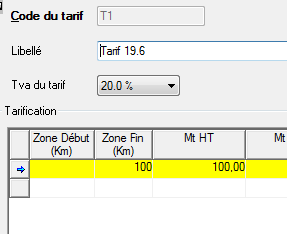 Code du tarif T1
Libellé Tarif 19.6
Tva du tarif 20.0 %
Tarification
Zone Début (Km) Zone Fin (Km) Mt HT Mt
100 100,00